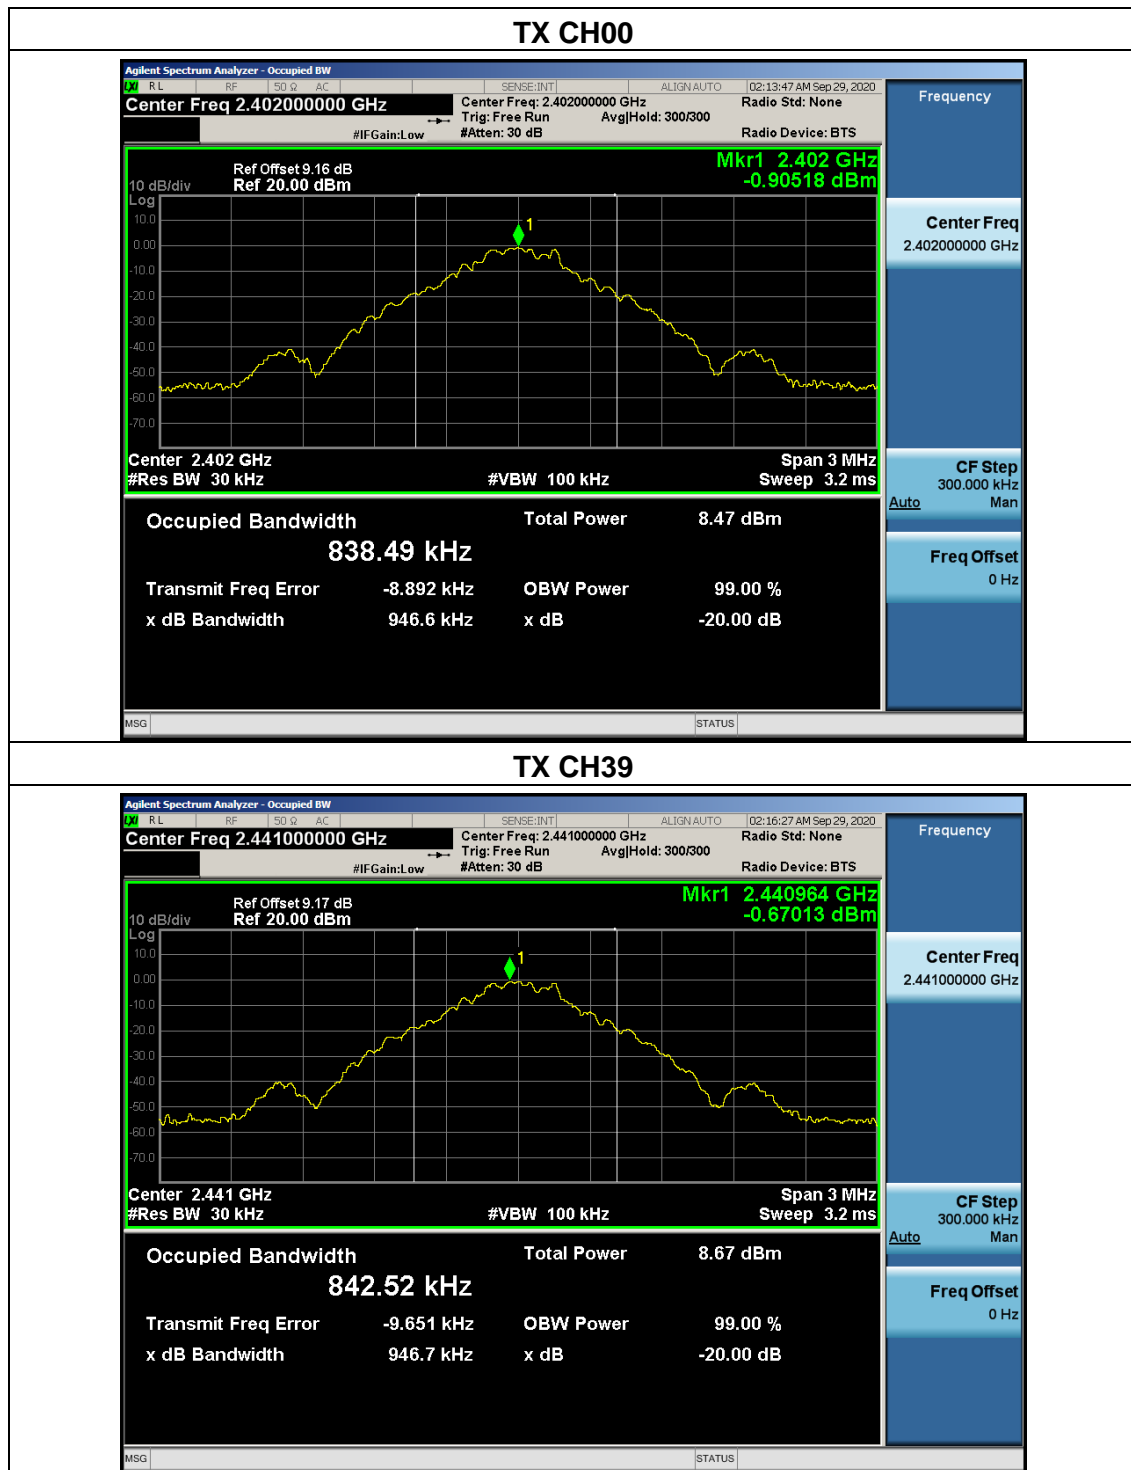 TX CH00
Agilent Spectrum Analyzer - Occupied BW
LXI RL RF 50 Ω AC SENSE:INT ALIGN AUTO 02:13:47 AM Sep 29, 2020
Center Freq 2.402000000 GHz Center Freq: 2.402000000 GHz Radio Std: None Frequency
Trig: Free Run Avg|Hold: 300/300
#IFGain:Low #Atten: 30 dB Radio Device: BTS
Mkr1 2.402 GHz
Ref Offset 9.16 dB
10 dB/div Ref 20.00 dBm -0.90518 dBm
Log
10.0
1
Center Freq
2.402000000 GHz
0.00
-10.0
-20.0
-30.0
-40.0
-50.0
-60.0
-70.0
Center 2.402 GHz Span 3 MHz
#Res BW 30 kHz #VBW 100 kHz Sweep 3.2 ms
CF Step
300.000 kHz
Auto Man
Occupied Bandwidth Total Power 8.47 dBm
838.49 kHz
Freq Offset
0 Hz
Transmit Freq Error -8.892 kHz OBW Power 99.00 %
x dB Bandwidth 946.6 kHz x dB -20.00 dB
MSG STATUS
TX CH39
Agilent Spectrum Analyzer - Occupied BW
LXI RL RF 50 Ω AC SENSE:INT ALIGN AUTO 02:16:27 AM Sep 29, 2020
Center Freq 2.441000000 GHz Center Freq: 2.441000000 GHz Radio Std: None Frequency
Trig: Free Run Avg|Hold: 300/300
#IFGain:Low #Atten: 30 dB Radio Device: BTS
Mkr1 2.440964 GHz
Ref Offset 9.17 dB
10 dB/div Ref 20.00 dBm -0.67013 dBm
Log
10.0
1
Center Freq
2.441000000 GHz
0.00
-10.0
-20.0
-30.0
-40.0
-50.0
-60.0
-70.0
Center 2.441 GHz Span 3 MHz
#Res BW 30 kHz #VBW 100 kHz Sweep 3.2 ms
CF Step
300.000 kHz
Auto Man
Occupied Bandwidth Total Power 8.67 dBm
842.52 kHz
Freq Offset
0 Hz
Transmit Freq Error -9.651 kHz OBW Power 99.00 %
x dB Bandwidth 946.7 kHz x dB -20.00 dB
MSG STATUS